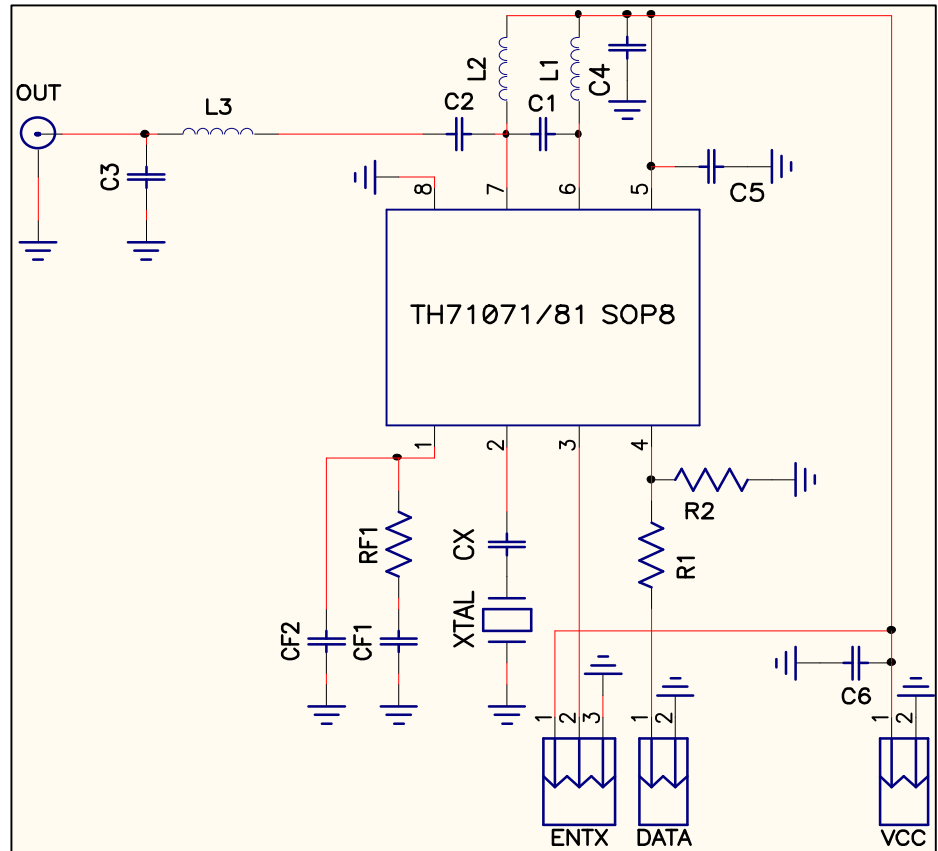 OUT
L3
C2
L2
C1
L1
C4
C3
8
7
6
5
C5
TH71071/81 SOP8
1
2
3
4
R2
RF1
CX
R1
CF2
CF1
XTAL
C6
1
2
3
1
2
1
2
ENTX
DATA
VCC